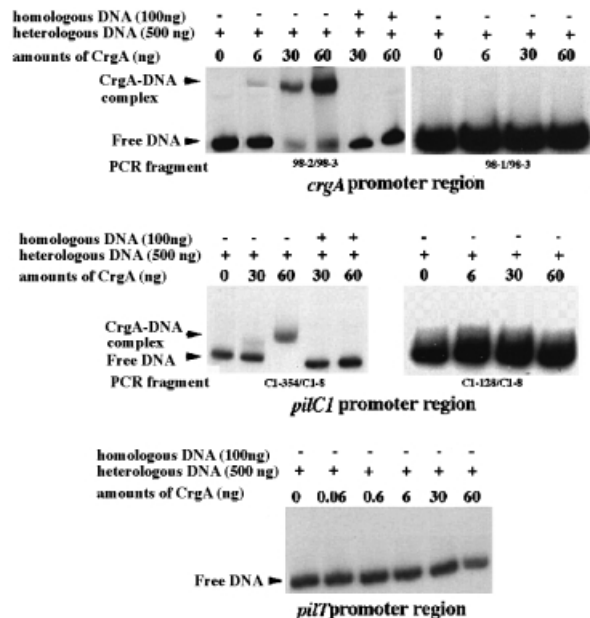 homologous DNA (100ng) - - - - + + - - - -
heterologous DNA (500 ng) + + + + + + + + + +
amounts of CrgA (ng) 0 6 30 60 30 60 0 6 30 60
CrgA-DNA
complex
Free DNA
PCR fragment 98-2/98-3 98-1/98-3
crgA promoter region
homologous DNA (100ng) - - - + + - - - -
heterologous DNA (500 ng) + + + + + + + + +
amounts of CrgA (ng) 0 30 60 30 60 0 6 30 60
CrgA-DNA
complex
Free DNA
PCR fragment C1-354/C1-8 C1-128/C1-8
pilC1 promoter region
homologous DNA (100ng) - - - - - -
heterologous DNA (500 ng) + + + + + +
amounts of CrgA (ng) 0 0.06 0.6 6 30 60
Free DNA
pilT promoter region